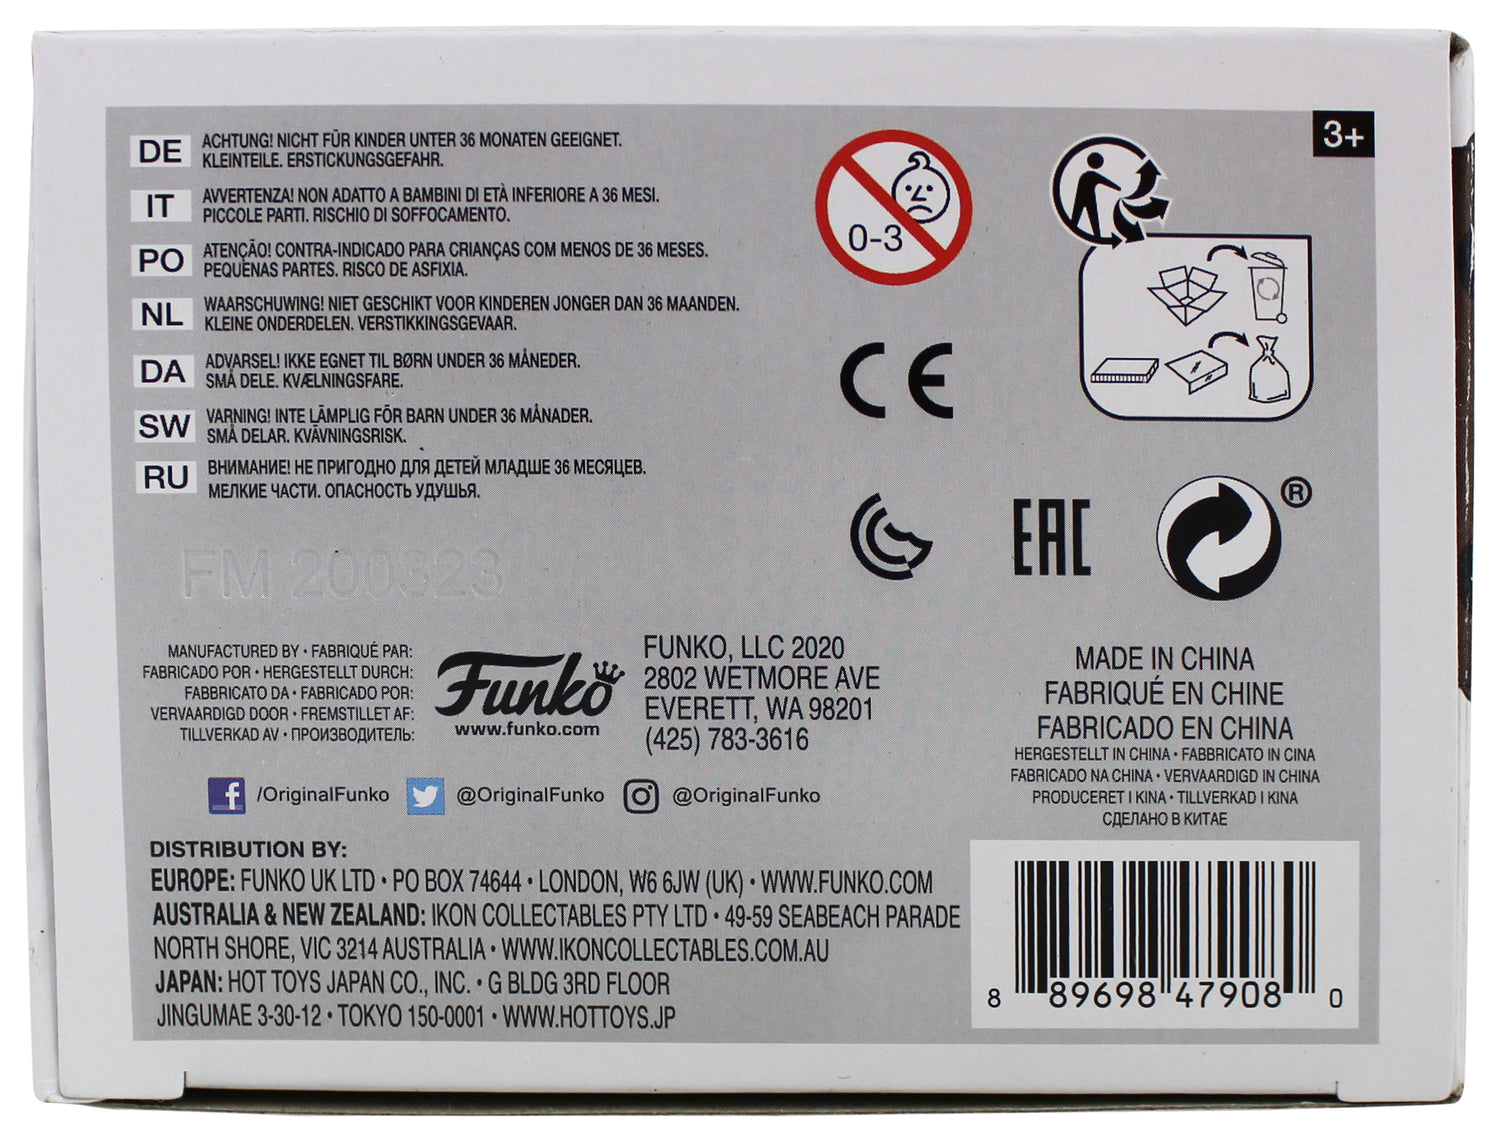 3+
DE ACHTUNG! NICHT FÜR KINDER UNTER 36 MONATEN GEEIGNET.
KLEINTEILE. ERSTICKUNGSGEFAHR.
IT AVVERTENZA! NON ADATTO A BAMBINI DI ETÀ INFERIORE A 36 MESI.
PICCOLE PARTI. RISCHIO DI SOFFOCAMENTO.
PO ATENÇÃO! CONTRA-INDICADO PARA CRIANÇAS COM MENOS DE 36 MESES.
PEQUENAS PARTES. RISCO DE ASFIXIA.
NL WAARSCHUWING! NIET GESCHIKT VOOR KINDEREN JONGER DAN 36 MAANDEN.
KLEINE ONDERDELEN. VERSTIKKINGSGEVAAR.
DA ADVARSEL! IKKE EGNET TIL BØRN UNDER 36 MÅNEDER.
SMÅ DELE. KVÆLNINGSFARE.
SW VARNING! INTE LÄMPLIG FÖR BARN UNDER 36 MÅNADER.
SMÅ DELAR. KVÄVNINGSRISK.
RU ВНИМАНИЕ! НЕ ПРИГОДНО ДЛЯ ДЕТЕЙ МЛАДШЕ 36 МЕСЯЦЕВ.
МЕЛКИЕ ЧАСТИ. ОПАСНОСТЬ УДУШЬЯ.
0-3
CE
EAC
®
FM 200323
MANUFACTURED BY • FABRIQUÉ PAR:
FABRICADO POR • HERGESTELLT DURCH:
FABBRICATO DA • FABRICADO POR:
VERVAARDIGD DOOR • FREMSTILLET AF:
TILLVERKAD AV • ПРОИЗВОДИТЕЛЬ:
Funko
www.funko.com
FUNKO, LLC 2020
2802 WETMORE AVE
EVERETT, WA 98201
(425) 783-3616
MADE IN CHINA
FABRIQUÉ EN CHINE
FABRICADO EN CHINA
HERGESTELLT IN CHINA • FABBRICATO IN CINA
FABRICADO NA CHINA • VERVAARDIGD IN CHINA
PRODUCERET I KINA • TILLVERKAD I KINA
СДЕЛАНО В КИТАЕ
/OriginalFunko @OriginalFunko @OriginalFunko
DISTRIBUTION BY:
EUROPE: FUNKO UK LTD • PO BOX 74644 • LONDON, W6 6JW (UK) • WWW.FUNKO.COM
AUSTRALIA & NEW ZEALAND: IKON COLLECTABLES PTY LTD • 49-59 SEABEACH PARADE
NORTH SHORE, VIC 3214 AUSTRALIA • WWW.IKONCOLLECTABLES.COM.AU
JAPAN: HOT TOYS JAPAN CO., INC. • G BLDG 3RD FLOOR
JINGUMAE 3-30-12 • TOKYO 150-0001 • WWW.HOTTOYS.JP
8 89698 47908 0